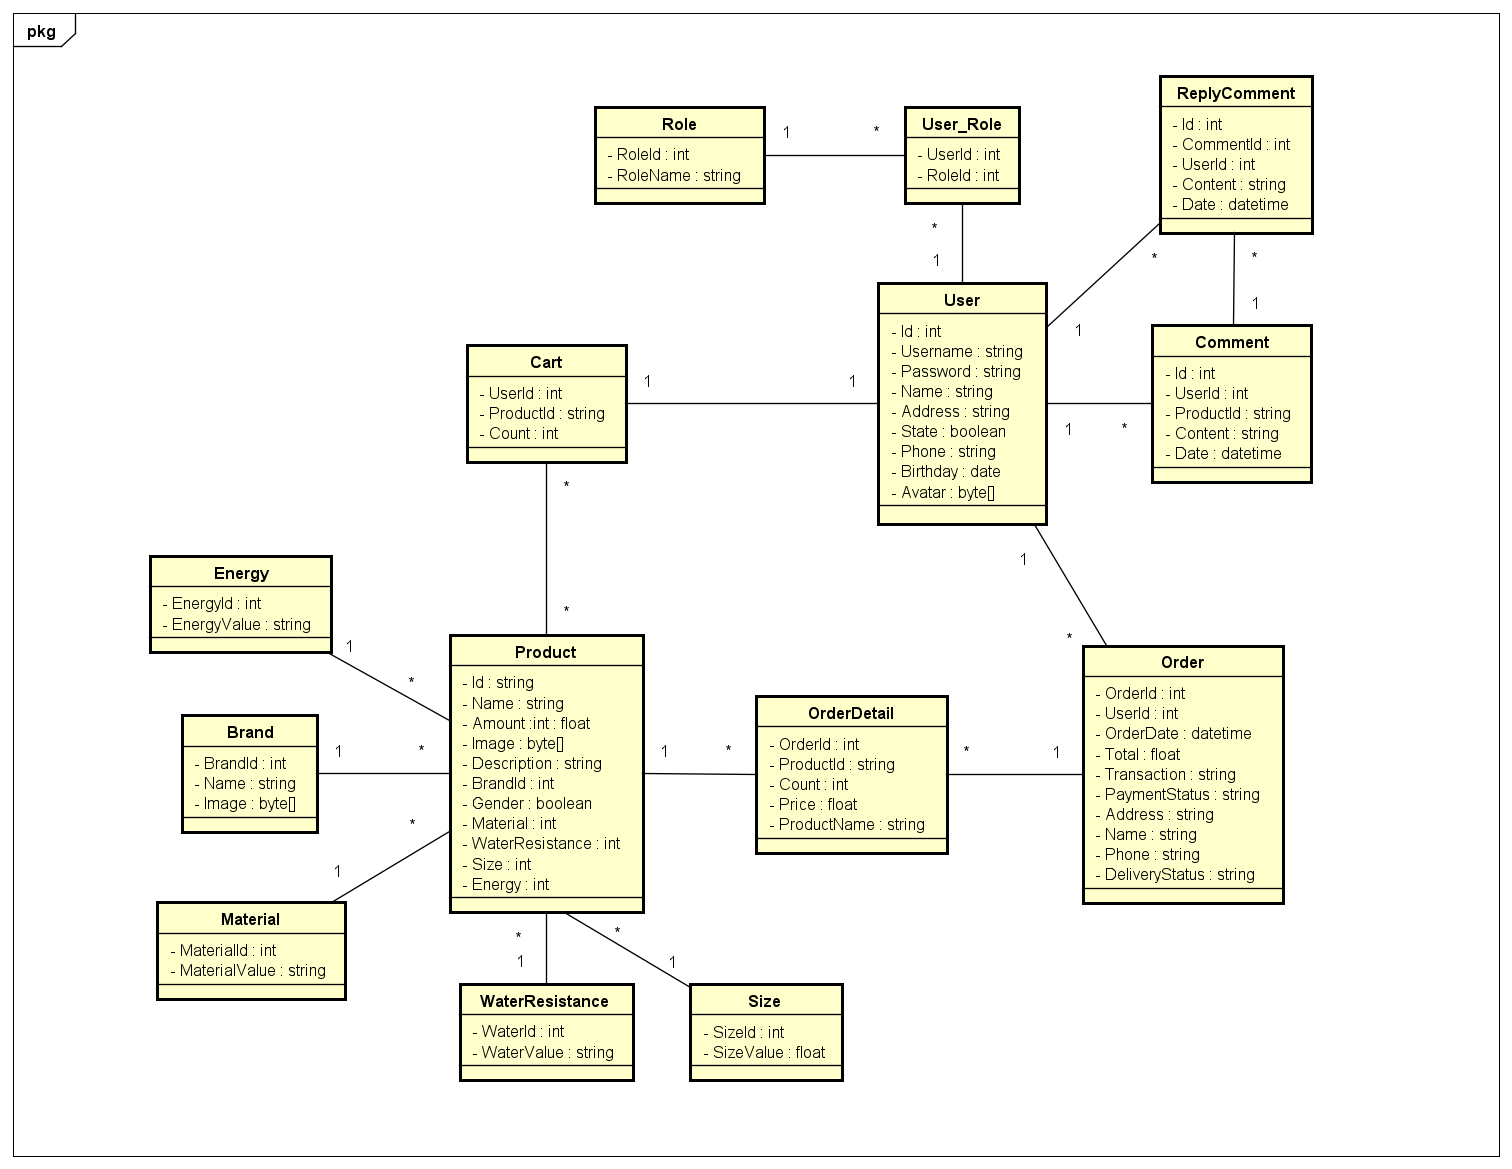 pkg
Role
- RoleId : int
- RoleName : string
1
*
User_Role
- UserId : int
- RoleId : int
*
1
ReplyComment
- Id : int
- CommentId : int
- UserId : int
- Content : string
- Date : datetime
*
1
*
1
User
- Id : int
- Username : string
- Password : string
- Name : string
- Address : string
- State : boolean
- Phone : string
- Birthday : date
- Avatar : byte[]
Comment
- Id : int
- UserId : int
- ProductId : string
- Content : string
- Date : datetime
1
*
Cart
- UserId : int
- ProductId : string
- Count : int
1
1
*
*
1
*
Energy
- EnergyId : int
- EnergyValue : string
1
*
Brand
- BrandId : int
- Name : string
- Image : byte[]
1
*
Material
- MaterialId : int
- MaterialValue : string
1
*
Product
- Id : string
- Name : string
- Amount :int : float
- Image : byte[]
- Description : string
- BrandId : int
- Gender : boolean
- Material : int
- WaterResistance : int
- Size : int
- Energy : int
1
*
OrderDetail
- OrderId : int
- ProductId : string
- Count : int
- Price : float
- ProductName : string
*
1
Order
- OrderId : int
- UserId : int
- OrderDate : datetime
- Total : float
- Transaction : string
- PaymentStatus : string
- Address : string
- Name : string
- Phone : string
- DeliveryStatus : string
*
1
*
1
WaterResistance
- WaterId : int
- WaterValue : string
Size
- SizeId : int
- SizeValue : float